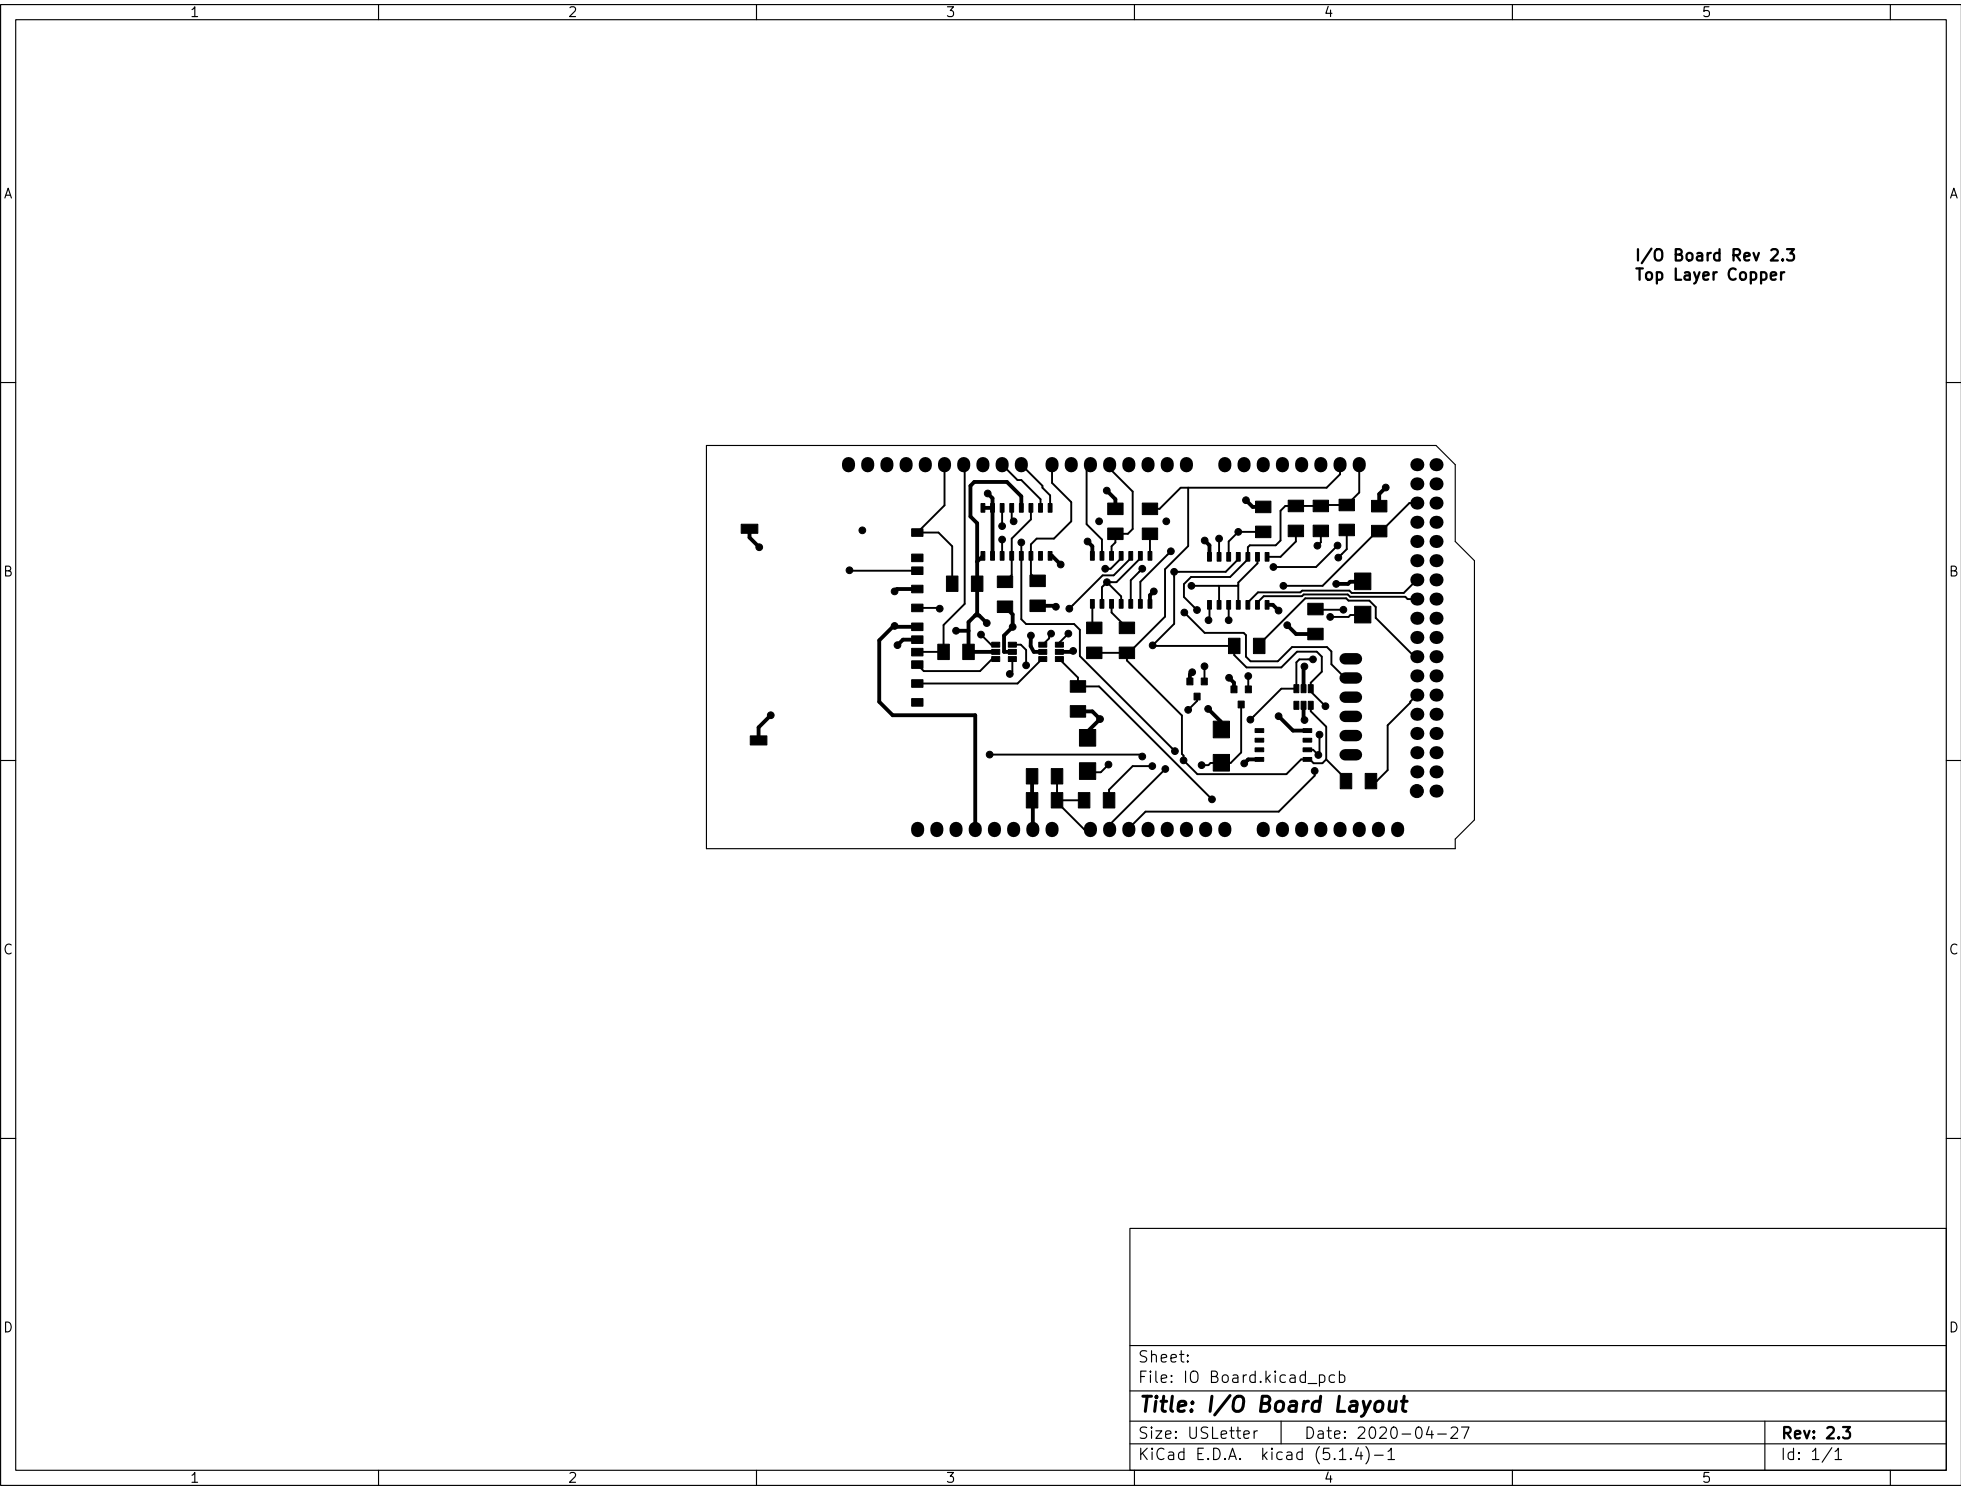 1 2 3 4 5
A A
I/O Board Rev 2.3
Top Layer Copper
B B
C C
D D
Sheet:
File: IO Board.kicad_pcb
Title: I/O Board Layout
Size: USLetter Date: 2020-04-27 Rev: 2.3
KiCad E.D.A. kicad (5.1.4)-1 Id: 1/1
1 2 3 4 5